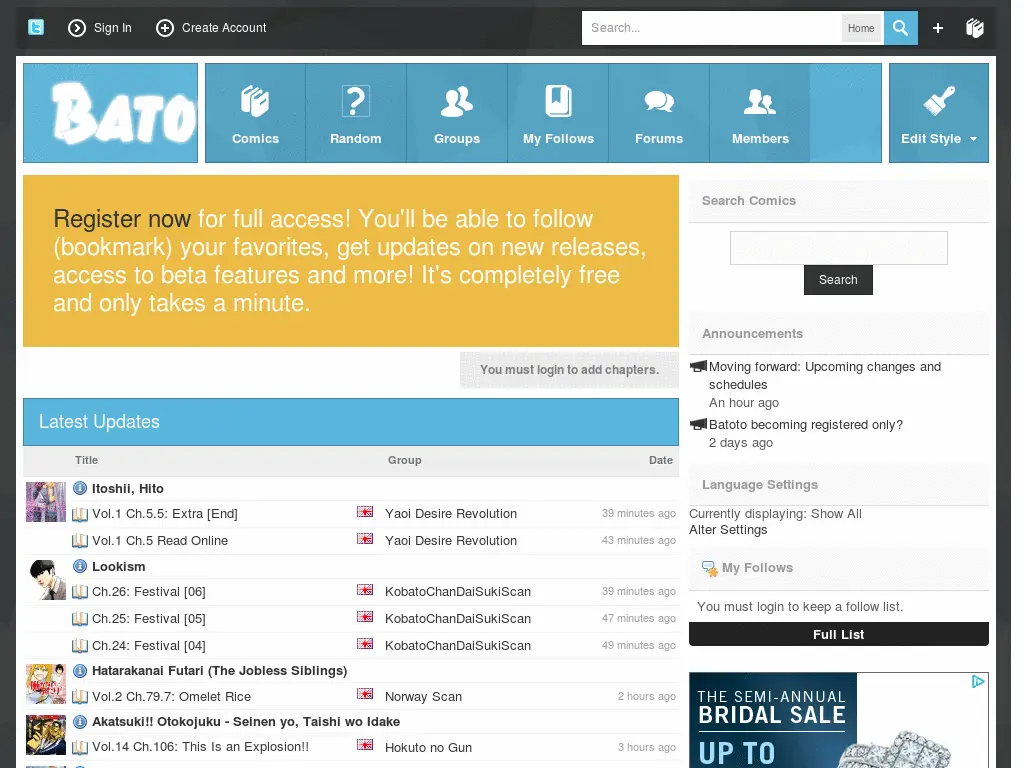 Sign In
Create Account
Search...
Home
BATO
Comics
Random
Groups
My Follows
Forums
Members
Edit Style
Register now for full access! You'll be able to follow
(bookmark) your favorites, get updates on new releases,
access to beta features and more! It's completely free
and only takes a minute.
You must login to add chapters.
Latest Updates
Title Group Date
Itoshii, Hito
Vol.1 Ch.5.5: Extra [End] Yaoi Desire Revolution 39 minutes ago
Vol.1 Ch.5 Read Online Yaoi Desire Revolution 43 minutes ago
Lookism
Ch.26: Festival [06] KobatoChanDaiSukiScan 39 minutes ago
Ch.25: Festival [05] KobatoChanDaiSukiScan 47 minutes ago
Ch.24: Festival [04] KobatoChanDaiSukiScan 49 minutes ago
Hatarakanai Futari (The Jobless Siblings)
Vol.2 Ch.79.7: Omelet Rice Norway Scan 2 hours ago
Akatsuki!! Otokojuku - Seinen yo, Taishi wo Idake
Vol.14 Ch.106: This Is an Explosion!! Hokuto no Gun 3 hours ago
Search Comics
Search
Announcements
Moving forward: Upcoming changes and
schedules
An hour ago
Batoto becoming registered only?
2 days ago
Language Settings
Currently displaying: Show All
Alter Settings
My Follows
You must login to keep a follow list.
Full List
THE SEMI-ANNUAL
BRIDAL SALE
UP TO